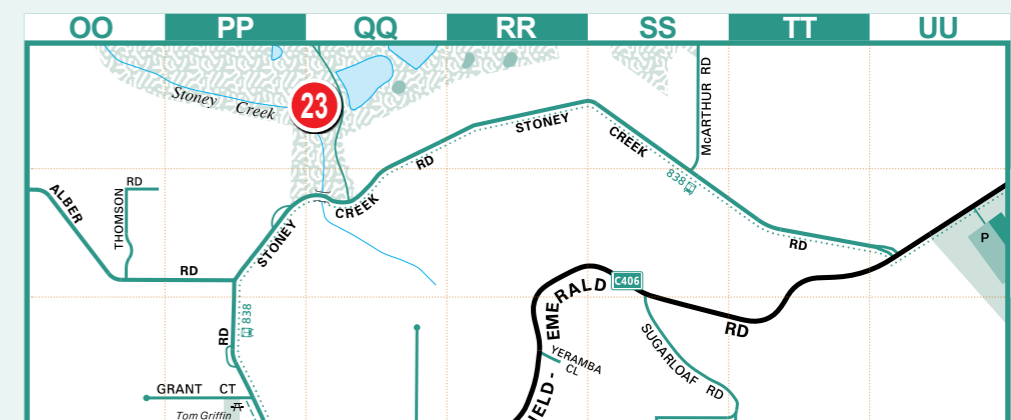 OO PP QQ RR SS TT UU
Stoney Creek
23
McARTHUR RD
STONEY
CREEK
RD
838
RD
THOMSON
ALBER
CREEK
STONEY
RD
RD
P
C406
EMERALD
RD
838
RD
SUGARLOAF RD
YERAMBA
CL
IELD-
GRANT CT
Tom Griffin